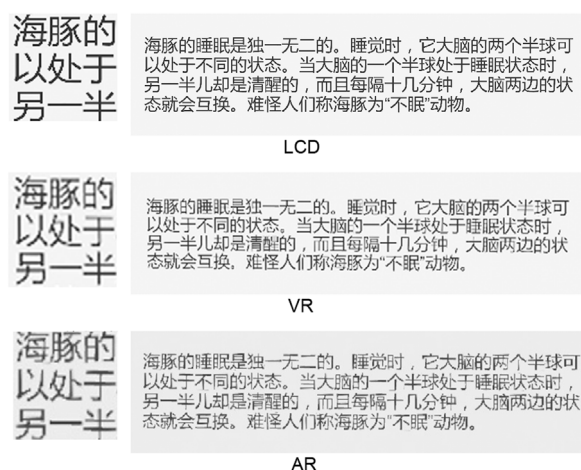 海豚的
以处于
另一半
海豚的睡眠是独一无二的。睡觉时，它大脑的两个半球可
以处于不同的状态。当大脑的一个半球处于睡眠状态时，
另一半儿却是清醒的，而且每隔十几分钟，大脑两边的状
态就会互换。难怪人们称海豚为“不眠”动物。
LCD
海豚的
以处于
另一半
海豚的睡眠是独一无二的。睡觉时，它大脑的两个半球可
以处于不同的状态。当大脑的一个半球处于睡眠状态时，
另一半儿却是清醒的，而且每隔十几分钟，大脑两边的状
态就会互换。难怪人们称海豚为“不眠”动物。
VR
海豚的
以处于
另一半
海豚的睡眠是独一无二的。睡觉时，它大脑的两个半球可
以处于不同的状态。当大脑的一个半球处于睡眠状态时，
另一半儿却是清醒的，而且每隔十几分钟，大脑两边的状
态就会互换。难怪人们称海豚为“不眠”动物。
AR